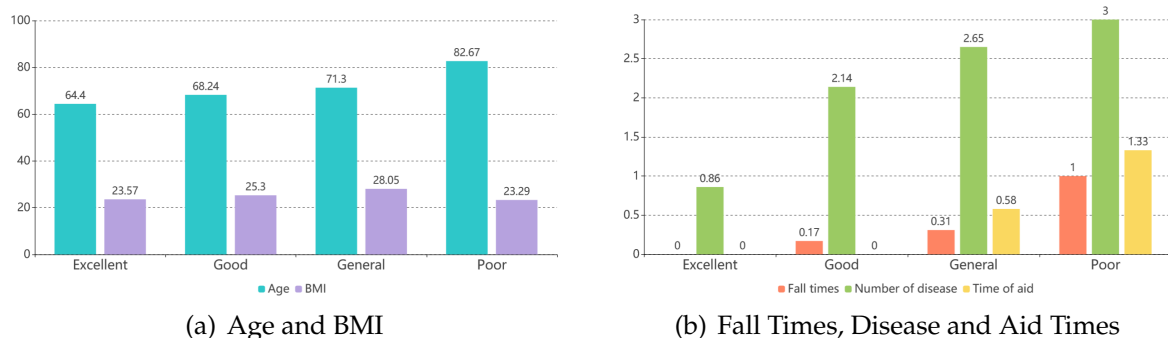 100
80
60
40
20
0
64.4
23.57
68.24
25.3
71.3
28.05
82.67
23.29
Excellent Good General Poor
Age BMI
(a) Age and BMI
3
2.5
2
1.5
1
0.5
0
0 0.86 0
0.17 2.14 0
0.31 2.65 0.58
1 3 1.33
Excellent Good General Poor
Fall times Number of disease Time of aid
(b) Fall Times, Disease and Aid Times